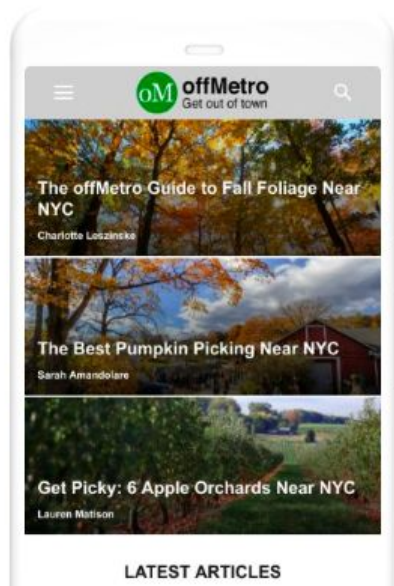 oM offMetro
Get out of town
The offMetro Guide to Fall Foliage Near
NYC
Charlotte Leszinske
The Best Pumpkin Picking Near NYC
Sarah Amandolare
Get Picky: 6 Apple Orchards Near NYC
Lauren Matison
LATEST ARTICLES